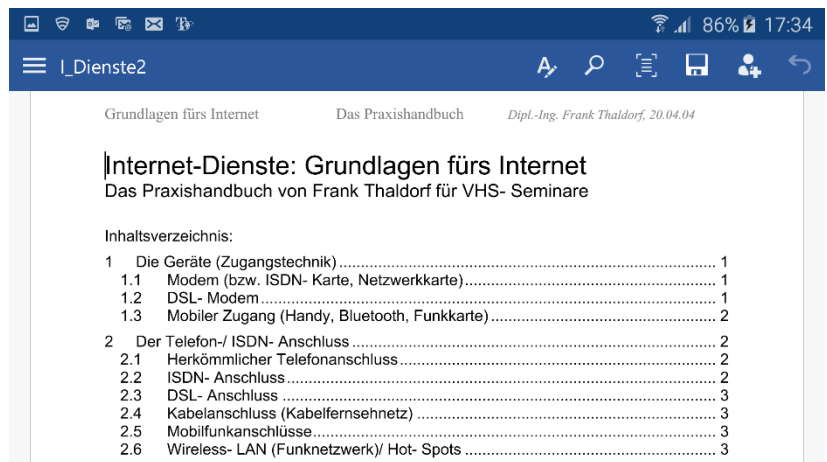 86% 17:34
I_Dienste2
Grundlagen fürs Internet Das Praxishandbuch Dipl.-Ing. Frank Thaldorf, 20.04.04
Internet-Dienste: Grundlagen fürs Internet
Das Praxishandbuch von Frank Thaldorf für VHS- Seminare
Inhaltsverzeichnis:
1 Die Geräte (Zugangstechnik) 1
1.1 Modem (bzw. ISDN- Karte, Netzwerkkarte) 1
1.2 DSL- Modem 1
1.3 Mobiler Zugang (Handy, Bluetooth, Funkkarte) 2
2 Der Telefon-/ ISDN- Anschluss 2
2.1 Herkömmlicher Telefonanschluss 2
2.2 ISDN- Anschluss 2
2.3 DSL- Anschluss 3
2.4 Kabelanschluss (Kabelfernsehnetz) 3
2.5 Mobilfunkanschlüsse 3
2.6 Wireless- LAN (Funknetzwerk)/ Hot- Spots 3